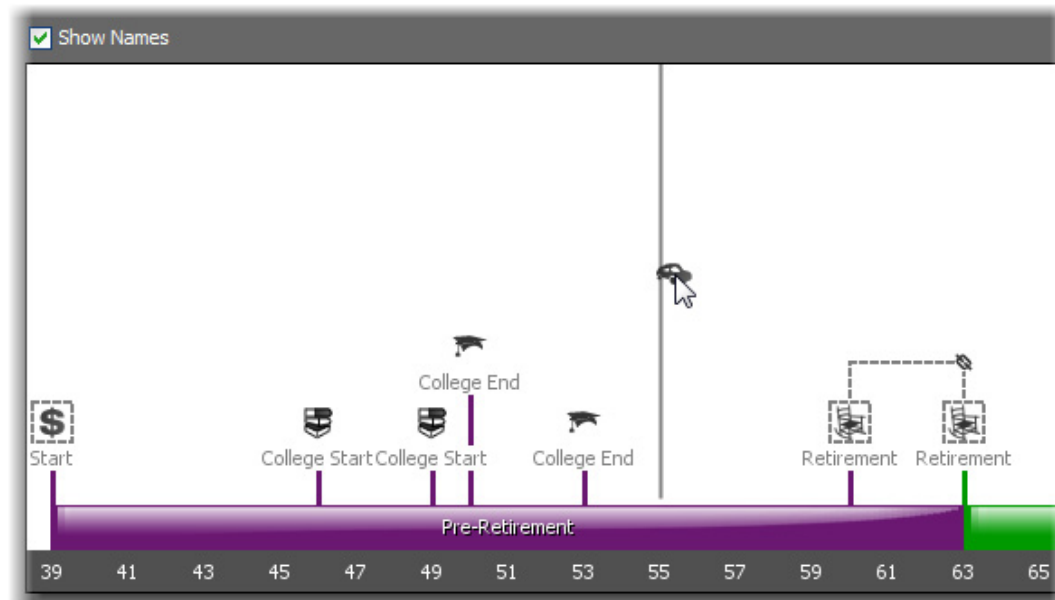 Show Names
College End
Start
College Start
College Start
College End
Retirement
Retirement
Pre-Retirement
39 41 43 45 47 49 51 53 55 57 59 61 63 65